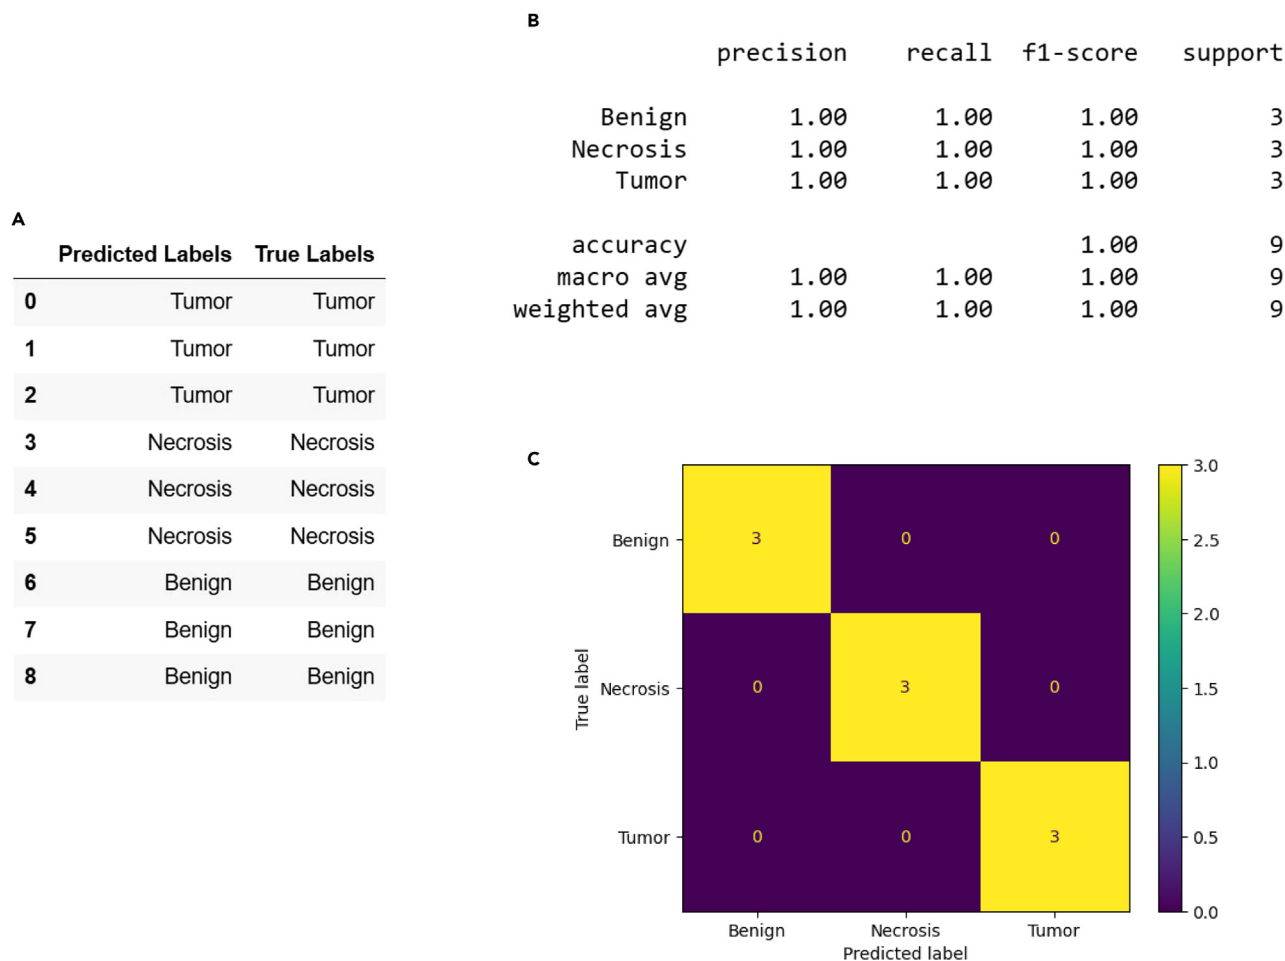 A
Predicted Labels True Labels
0 Tumor Tumor
1 Tumor Tumor
2 Tumor Tumor
3 Necrosis Necrosis
4 Necrosis Necrosis
5 Necrosis Necrosis
6 Benign Benign
7 Benign Benign
8 Benign Benign
B
precision recall f1-score support
Benign 1.00 1.00 1.00 3
Necrosis 1.00 1.00 1.00 3
Tumor 1.00 1.00 1.00 3
accuracy 1.00 9
macro avg 1.00 1.00 1.00 9
weighted avg 1.00 1.00 1.00 9
C
True label
Benign 3 0 0
Necrosis 0 3 0
Tumor 0 0 3
Benign Necrosis Tumor
Predicted label
3.0
2.5
2.0
1.5
1.0
0.5
0.0